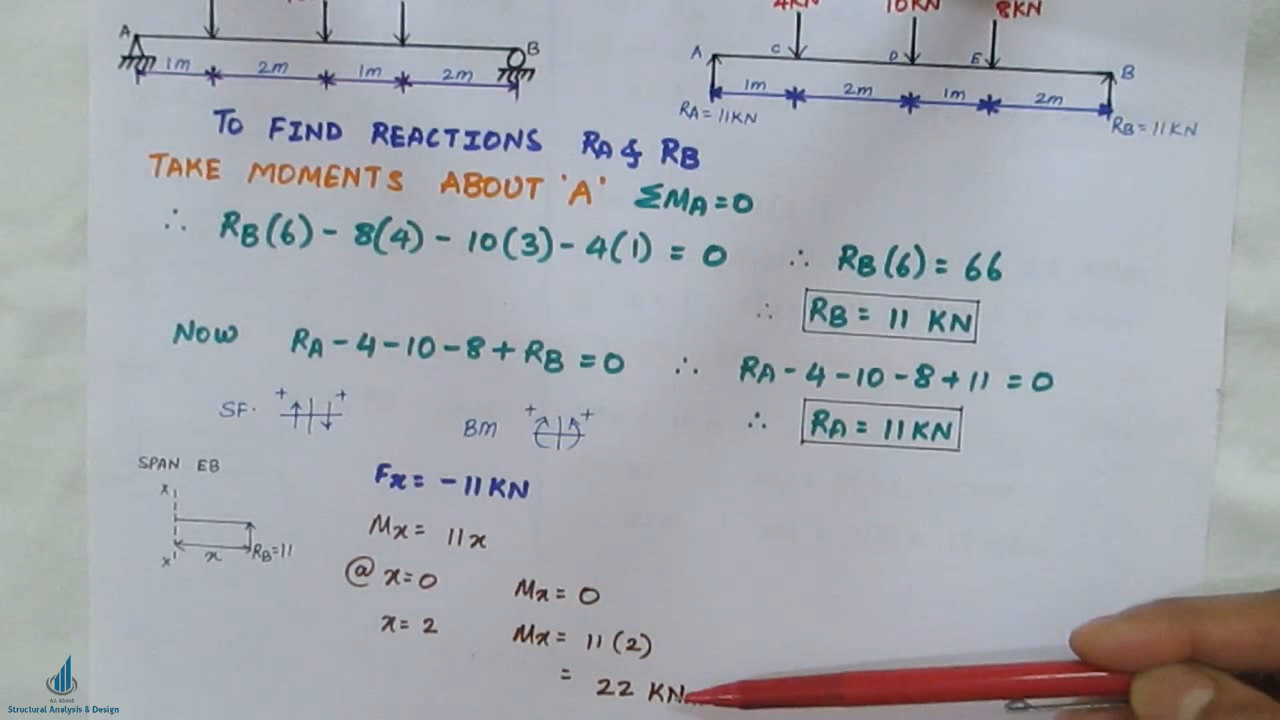 4KN 10KN 8KN
A B
1m 2m 1m 2m
A C D E B
1m 2m 1m 2m
RA = 11KN RB = 11KN
TO FIND REACTIONS RA & RB
TAKE MOMENTS ABOUT 'A' ΣMA=0
∴ RB(6) - 8(4) - 10(3) - 4(1) = 0 ∴ RB(6) = 66
∴ RB = 11 KN
Now RA - 4 - 10 - 8 + RB = 0 ∴ RA - 4 - 10 - 8 + 11 = 0
∴ RA = 11KN
SF. + +
BM + +
SPAN EB
x
x
x RB=11
Fx = - 11KN
Mx = 11x
@ x=0 Mx = 0
x = 2 Mx = 11(2)
= 22 KN
ALL About
Structural Analysis & Design